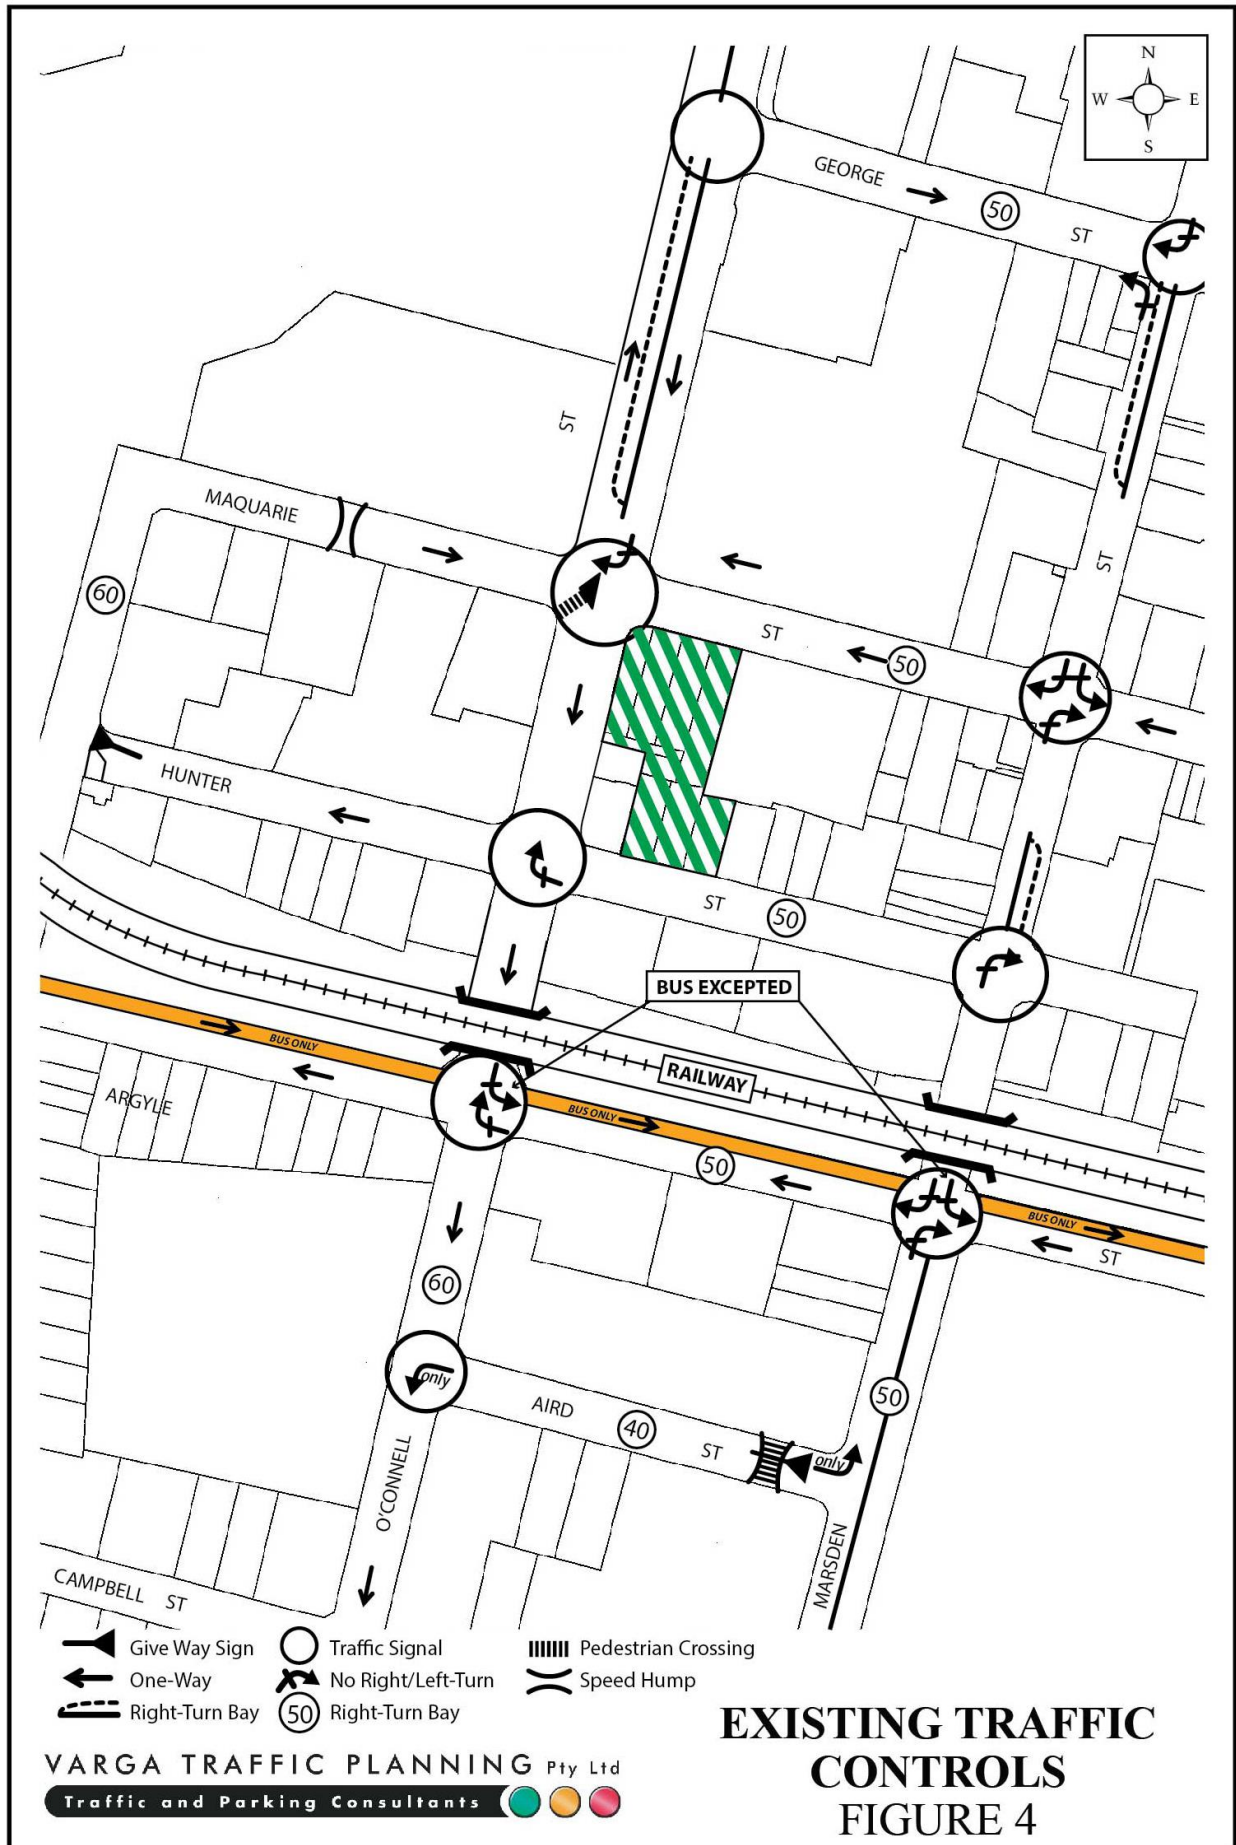 N
W E
S
GEORGE
50
ST
ST
MAQUARIE
60
ST
ST
50
HUNTER
ST
50
BUS EXCEPTED
BUS ONLY
RAILWAY
ARGYLE
BUS ONLY
50
BUS ONLY
ST
60
only
AIRD
40
ST
only
50
O'CONNELL
MARSDEN
CAMPBELL ST
Give Way Sign
Traffic Signal
Pedestrian Crossing
One-Way
No Right/Left-Turn
Speed Hump
Right-Turn Bay
50 Right-Turn Bay
EXISTING TRAFFIC
CONTROLS
FIGURE 4
VARGA TRAFFIC PLANNING Pty Ltd
Traffic and Parking Consultants